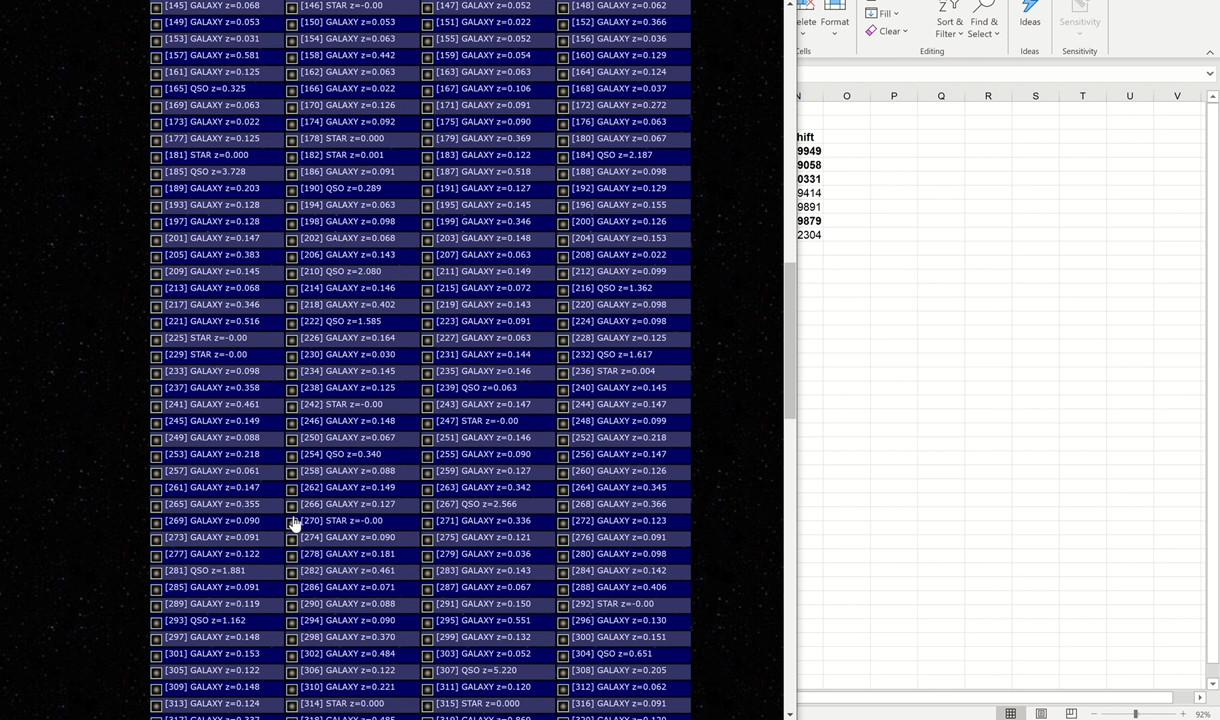 [145] GALAXY z=0.068 [146] STAR z=-0.00 [147] GALAXY z=0.052 [148] GALAXY z=0.062
[149] GALAXY z=0.053 [150] GALAXY z=0.053 [151] GALAXY z=0.022 [152] GALAXY z=0.366
[153] GALAXY z=0.031 [154] GALAXY z=0.063 [155] GALAXY z=0.052 [156] GALAXY z=0.036
[157] GALAXY z=0.581 [158] GALAXY z=0.442 [159] GALAXY z=0.054 [160] GALAXY z=0.129
[161] GALAXY z=0.125 [162] GALAXY z=0.063 [163] GALAXY z=0.063 [164] GALAXY z=0.124
[165] QSO z=0.325 [166] GALAXY z=0.022 [167] GALAXY z=0.106 [168] GALAXY z=0.037
[169] GALAXY z=0.063 [170] GALAXY z=0.126 [171] GALAXY z=0.091 [172] GALAXY z=0.272
[173] GALAXY z=0.022 [174] GALAXY z=0.092 [175] GALAXY z=0.090 [176] GALAXY z=0.063
[177] GALAXY z=0.125 [178] STAR z=0.000 [179] GALAXY z=0.369 [180] GALAXY z=0.067
[181] STAR z=0.000 [182] STAR z=0.001 [183] GALAXY z=0.122 [184] QSO z=2.187
[185] QSO z=3.728 [186] GALAXY z=0.091 [187] GALAXY z=0.518 [188] GALAXY z=0.098
[189] GALAXY z=0.203 [190] QSO z=0.289 [191] GALAXY z=0.127 [192] GALAXY z=0.129
[193] GALAXY z=0.128 [194] GALAXY z=0.063 [195] GALAXY z=0.145 [196] GALAXY z=0.155
[197] GALAXY z=0.128 [198] GALAXY z=0.098 [199] GALAXY z=0.346 [200] GALAXY z=0.126
[201] GALAXY z=0.147 [202] GALAXY z=0.068 [203] GALAXY z=0.148 [204] GALAXY z=0.153
[205] GALAXY z=0.383 [206] GALAXY z=0.143 [207] GALAXY z=0.063 [208] GALAXY z=0.022
[209] GALAXY z=0.145 [210] QSO z=2.080 [211] GALAXY z=0.149 [212] GALAXY z=0.099
[213] GALAXY z=0.068 [214] GALAXY z=0.146 [215] GALAXY z=0.072 [216] QSO z=1.362
[217] GALAXY z=0.346 [218] GALAXY z=0.402 [219] GALAXY z=0.143 [220] GALAXY z=0.098
[221] GALAXY z=0.516 [222] QSO z=1.585 [223] GALAXY z=0.091 [224] GALAXY z=0.098
[225] STAR z=-0.00 [226] GALAXY z=0.164 [227] GALAXY z=0.063 [228] GALAXY z=0.125
[229] STAR z=-0.00 [230] GALAXY z=0.030 [231] GALAXY z=0.144 [232] QSO z=1.617
[233] GALAXY z=0.098 [234] GALAXY z=0.145 [235] GALAXY z=0.146 [236] STAR z=0.004
[237] GALAXY z=0.358 [238] GALAXY z=0.125 [239] QSO z=0.063 [240] GALAXY z=0.145
[241] GALAXY z=0.461 [242] STAR z=-0.00 [243] GALAXY z=0.147 [244] GALAXY z=0.147
[245] GALAXY z=0.149 [246] GALAXY z=0.148 [247] STAR z=-0.00 [248] GALAXY z=0.099
[249] GALAXY z=0.088 [250] GALAXY z=0.067 [251] GALAXY z=0.146 [252] GALAXY z=0.218
[253] GALAXY z=0.218 [254] QSO z=0.340 [255] GALAXY z=0.090 [256] GALAXY z=0.147
[257] GALAXY z=0.061 [258] GALAXY z=0.088 [259] GALAXY z=0.127 [260] GALAXY z=0.126
[261] GALAXY z=0.147 [262] GALAXY z=0.149 [263] GALAXY z=0.342 [264] GALAXY z=0.345
[265] GALAXY z=0.355 [266] GALAXY z=0.127 [267] QSO z=2.566 [268] GALAXY z=0.366
[269] GALAXY z=0.090 [270] STAR z=-0.00 [271] GALAXY z=0.336 [272] GALAXY z=0.123
[273] GALAXY z=0.091 [274] GALAXY z=0.090 [275] GALAXY z=0.121 [276] GALAXY z=0.091
[277] GALAXY z=0.122 [278] GALAXY z=0.181 [279] GALAXY z=0.036 [280] GALAXY z=0.098
[281] QSO z=1.881 [282] GALAXY z=0.461 [283] GALAXY z=0.143 [284] GALAXY z=0.142
[285] GALAXY z=0.091 [286] GALAXY z=0.071 [287] GALAXY z=0.067 [288] GALAXY z=0.406
[289] GALAXY z=0.119 [290] GALAXY z=0.088 [291] GALAXY z=0.150 [292] STAR z=-0.00
[293] QSO z=1.162 [294] GALAXY z=0.090 [295] GALAXY z=0.551 [296] GALAXY z=0.130
[297] GALAXY z=0.148 [298] GALAXY z=0.370 [299] GALAXY z=0.132 [300] GALAXY z=0.151
[301] GALAXY z=0.153 [302] GALAXY z=0.484 [303] GALAXY z=0.052 [304] QSO z=0.651
[305] GALAXY z=0.122 [306] GALAXY z=0.122 [307] QSO z=5.220 [308] GALAXY z=0.205
[309] GALAXY z=0.148 [310] GALAXY z=0.221 [311] GALAXY z=0.120 [312] GALAXY z=0.062
[313] GALAXY z=0.124 [314] STAR z=0.000 [315] STAR z=0.000 [316] GALAXY z=0.091
elete Format
Fill
Clear
Sort & Find &
Filter Select
Ideas Sensitivity
Cells Editing Ideas Sensitivity
N O P Q R S T U V
hift
9949
9058
0331
9414
9891
9879
2304
92%